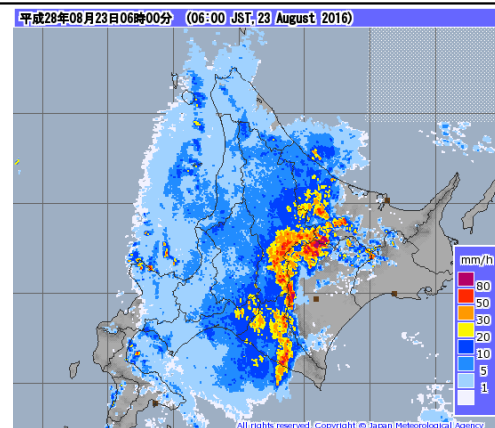 平成28年08月23日06時00分 (06:00 JST, 23 August 2016)
mm/h
80
50
30
20
10
5
1
All rights reserved. Copyright © Japan Meteorological Agency